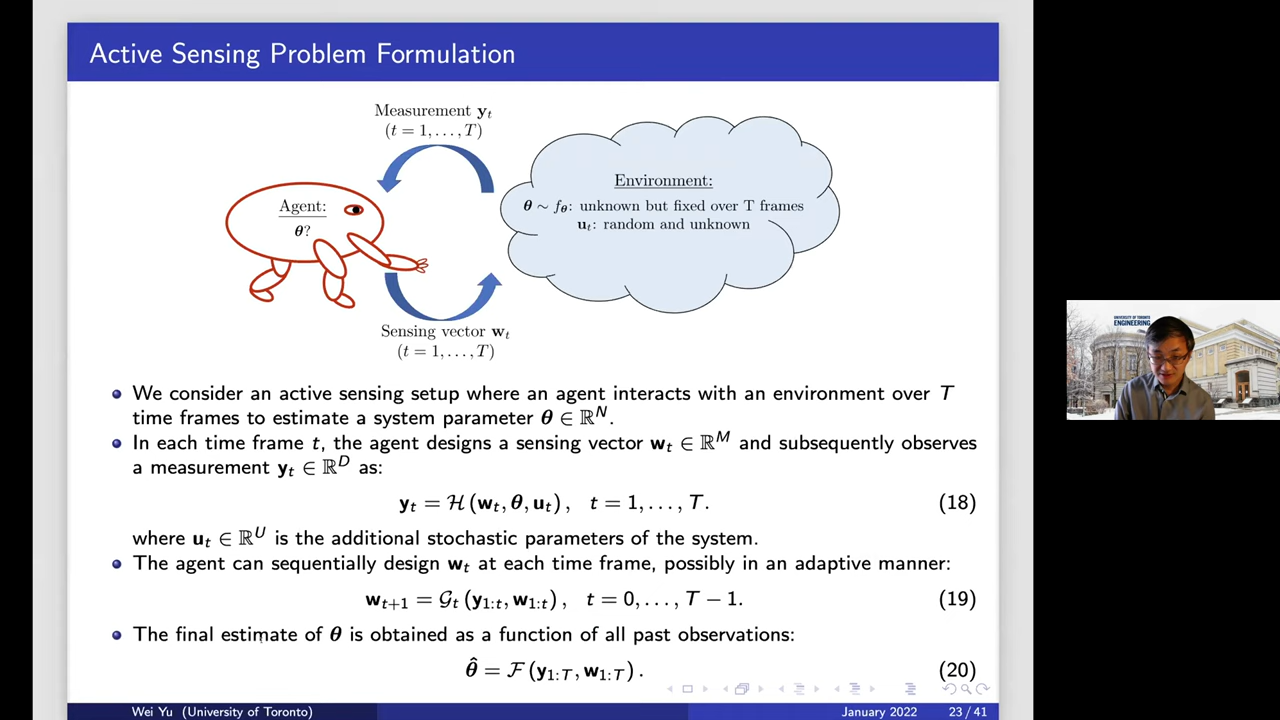 Active Sensing Problem Formulation
Measurement y_t
(t = 1, . . . , T)
Environment:
θ ∼ f_θ: unknown but fixed over T frames
u_t: random and unknown
Agent:
θ?
Sensing vector w_t
(t = 1, . . . , T)
We consider an active sensing setup where an agent interacts with an environment over T
time frames to estimate a system parameter θ ∈ ℝ^N.
In each time frame t, the agent designs a sensing vector w_t ∈ ℝ^M and subsequently observes
a measurement y_t ∈ ℝ^D as:
y_t = ℋ (w_t, θ, u_t) , t = 1, . . . , T. (18)
where u_t ∈ ℝ^U is the additional stochastic parameters of the system.
The agent can sequentially design w_t at each time frame, possibly in an adaptive manner:
w_{t+1} = 𝒢_t (y_{1:t}, w_{1:t}) , t = 0, . . . , T − 1. (19)
The final estimate of θ is obtained as a function of all past observations:
θ̂ = ℱ (y_{1:T}, w_{1:T}) . (20)
Wei Yu (University of Toronto) January 2022 23 / 41
UNIVERSITY OF TORONTO
ENGINEERING